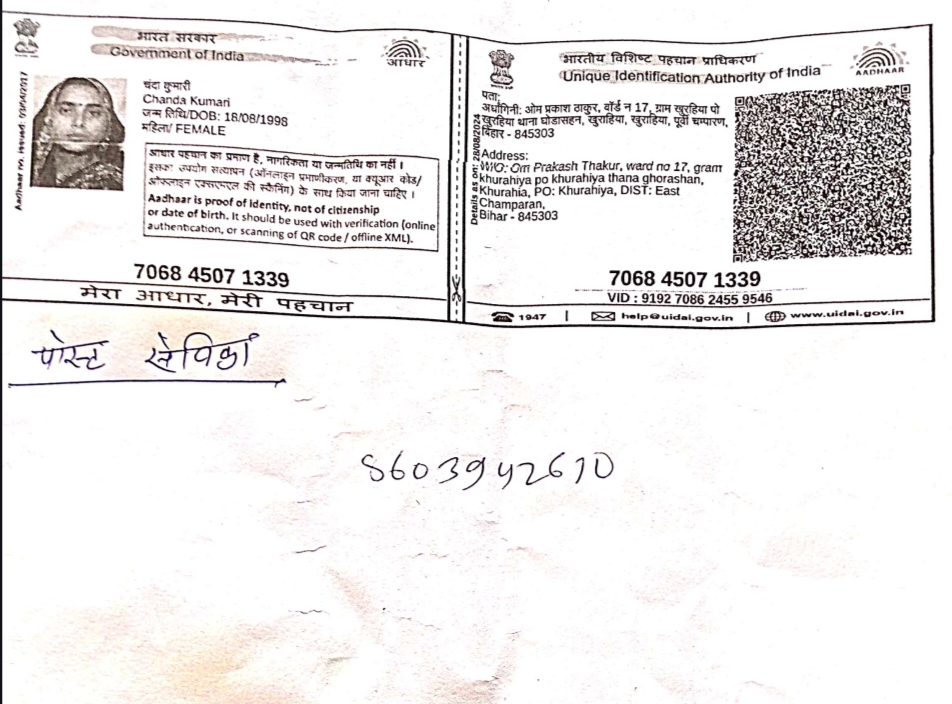 भारत सरकार
Government of India
आधार
Aadhaar no. issued:
चंदा कुमारी
Chanda Kumari
जन्म तिथि/DOB: 18/08/1998
महिला/ FEMALE
आधार पहचान का प्रमाण है, नागरिकता या जन्मतिथि का नहीं ।
इसका उपयोग सत्यापन (ऑनलाइन प्रमाणीकरण, या क्यूआर कोड/
ऑफलाइन एक्सएमएल की स्कैनिंग) के साथ किया जाना चाहिए ।
Aadhaar is proof of identity, not of citizenship
or date of birth. It should be used with verification (online
authentication, or scanning of QR code / offline XML).
7068 4507 1339
मेरा आधार, मेरी पहचान
भारतीय विशिष्ट पहचान प्राधिकरण
Unique Identification Authority of India
AADHAAR
Details as on: 28/08/2024
पता:
अर्धांगिनी: ओम प्रकाश ठाकुर, वॉर्ड न 17, ग्राम खुरहिया पो
खुरहिया थाना घोडासहन, खुराहिया, खुराहिया, पूर्वी चम्पारण,
बिहार - 845303
Address:
W/O: Om Prakash Thakur, ward no 17, gram
khurahiya po khurahiya thana ghorashan,
Khurahia, PO: Khurahiya, DIST: East
Champaran,
Bihar - 845303
7068 4507 1339
VID : 9192 7086 2455 9546
1947 | help@uidai.gov.in | www.uidai.gov.in
पोस्ट सेविका
8603942610